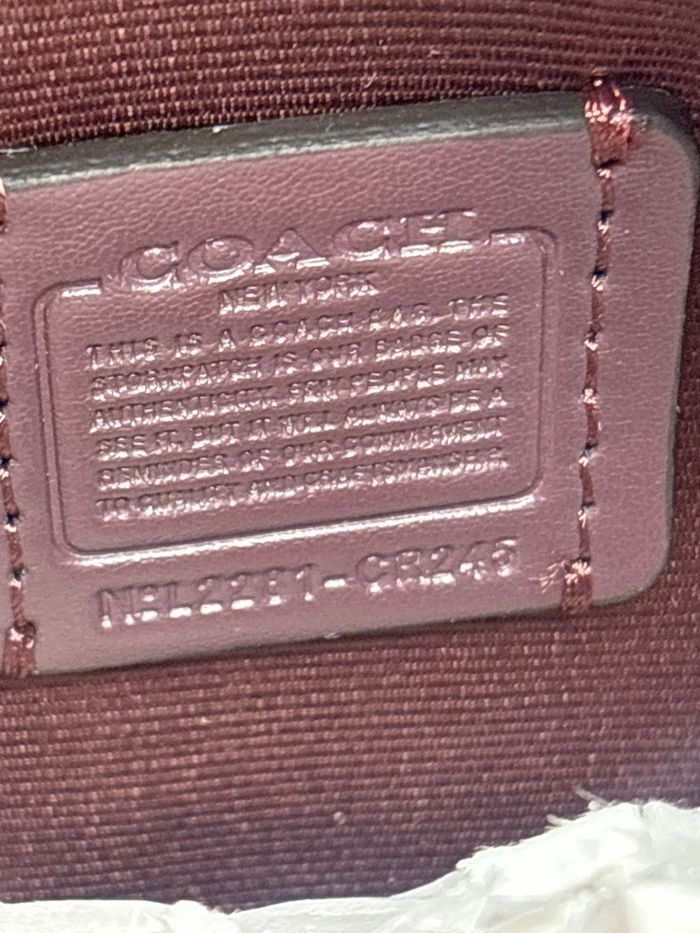 COACH
NEW YORK
THIS IS A COACH BAG. THE
STORYPATCH IS OUR BADGE OF
AUTHENTICITY. FEW PEOPLE MAY
SEE IT, BUT IT WILL ALWAYS BE A
REMINDER OF OUR COMMITMENT
TO QUALITY AND CRAFTSMANSHIP.